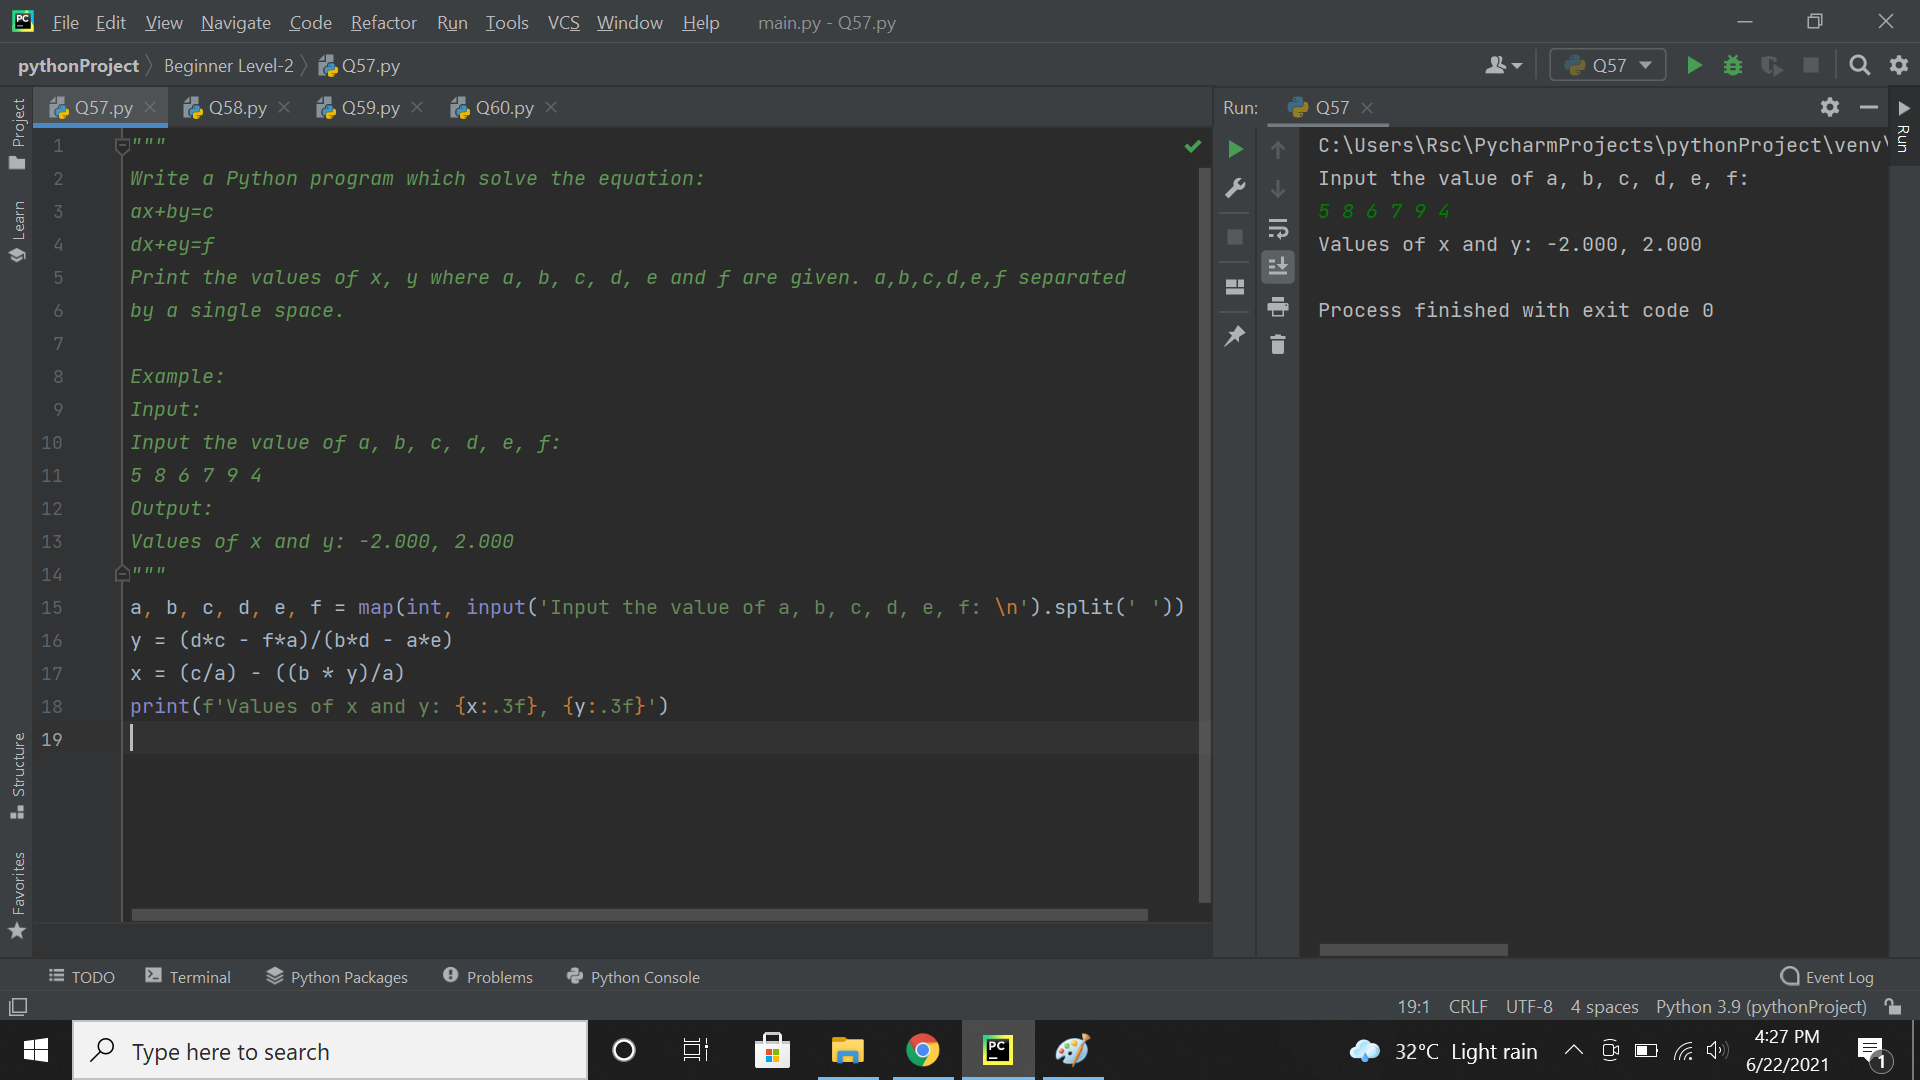 PC File Edit View Navigate Code Refactor Run Tools VCS Window Help main.py - Q57.py
pythonProject Beginner Level-2 Q57.py Q57
Q57.py Q58.py Q59.py Q60.py
Run: Q57
Project
Learn
Structure
Favorites
Run
1 """
2 Write a Python program which solve the equation:
3 ax+by=c
4 dx+ey=f
5 Print the values of x, y where a, b, c, d, e and f are given. a,b,c,d,e,f separated
6 by a single space.
7
8 Example:
9 Input:
10 Input the value of a, b, c, d, e, f:
11 5 8 6 7 9 4
12 Output:
13 Values of x and y: -2.000, 2.000
14 """
15 a, b, c, d, e, f = map(int, input('Input the value of a, b, c, d, e, f: \n').split(' '))
16 y = (d*c - f*a)/(b*d - a*e)
17 x = (c/a) - ((b * y)/a)
18 print(f'Values of x and y: {x:.3f}, {y:.3f}')
19
C:\Users\Rsc\PycharmProjects\pythonProject\venv\
Input the value of a, b, c, d, e, f:
5 8 6 7 9 4
Values of x and y: -2.000, 2.000
Process finished with exit code 0
TODO Terminal Python Packages Problems Python Console Event Log
19:1 CRLF UTF-8 4 spaces Python 3.9 (pythonProject)
Type here to search
PC
32°C Light rain
4:27 PM
6/22/2021
1